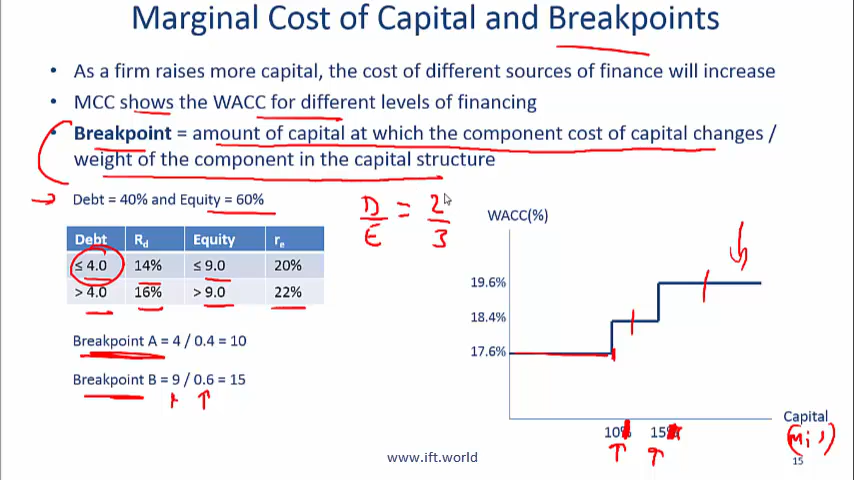 Marginal Cost of Capital and Breakpoints
• As a firm raises more capital, the cost of different sources of finance will increase
• MCC shows the WACC for different levels of financing
• Breakpoint = amount of capital at which the component cost of capital changes /
weight of the component in the capital structure
Debt = 40% and Equity = 60%
D/E = 2/3
WACC(%)
Debt Rd Equity re
≤ 4.0 14% ≤ 9.0 20%
> 4.0 16% > 9.0 22%
19.6%
18.4%
17.6%
Breakpoint A = 4 / 0.4 = 10
Breakpoint B = 9 / 0.6 = 15
Capital
10 15
www.ift.world
15